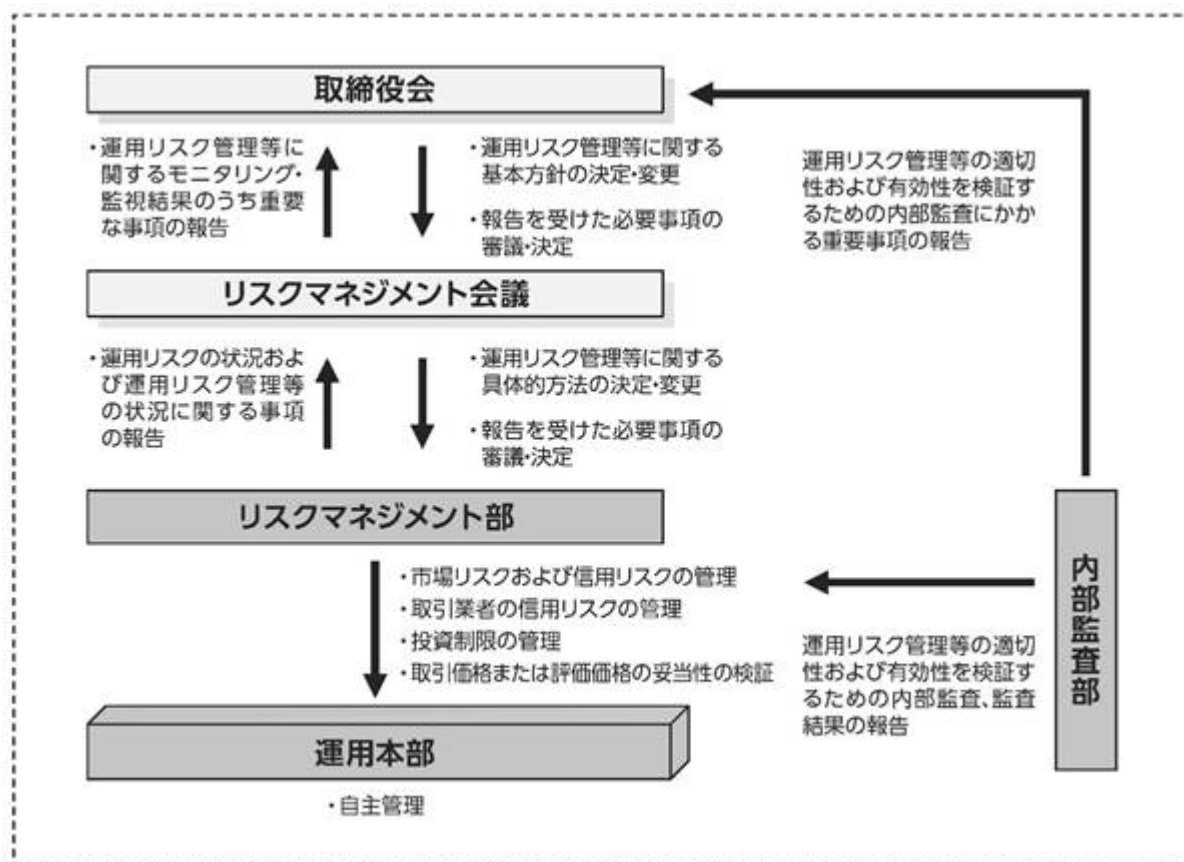 取締役会
・運用リスク管理等に
関するモニタリング・
監視結果のうち重要
な事項の報告
・運用リスク管理等に関する
基本方針の決定・変更
・報告を受けた必要事項の
審議・決定
運用リスク管理等の適切
性および有効性を検証す
るための内部監査にかか
る重要事項の報告
リスクマネジメント会議
・運用リスクの状況およ
び運用リスク管理等
の状況に関する事項
の報告
・運用リスク管理等に関する
具体的方法の決定・変更
・報告を受けた必要事項の
審議・決定
リスクマネジメント部
・市場リスクおよび信用リスクの管理
・取引業者の信用リスクの管理
・投資制限の管理
・取引価格または評価価格の妥当性の検証
運用リスク管理等の適切
性および有効性を検証す
るための内部監査、監査
結果の報告
内部監査部
運用本部
・自主管理